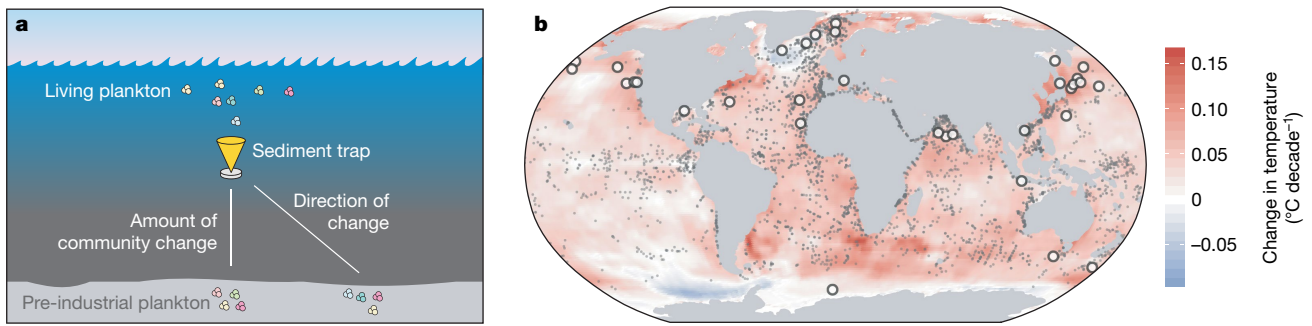 a
Living plankton
Sediment trap
Amount of
community change
Direction of
change
Pre-industrial plankton
b
0.15
0.10
0.05
0
−0.05
Change in temperature
(°C decade⁻¹)